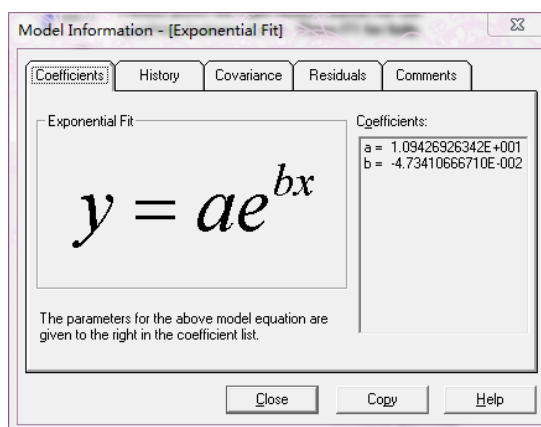 Model Information - [Exponential Fit]
Coefficients History Covariance Residuals Comments
Exponential Fit
y = ae^{bx}
Coefficients:
a = 1.09426926342E+001
b = -4.73410666710E-002
The parameters for the above model equation are
given to the right in the coefficient list.
Close Copy Help